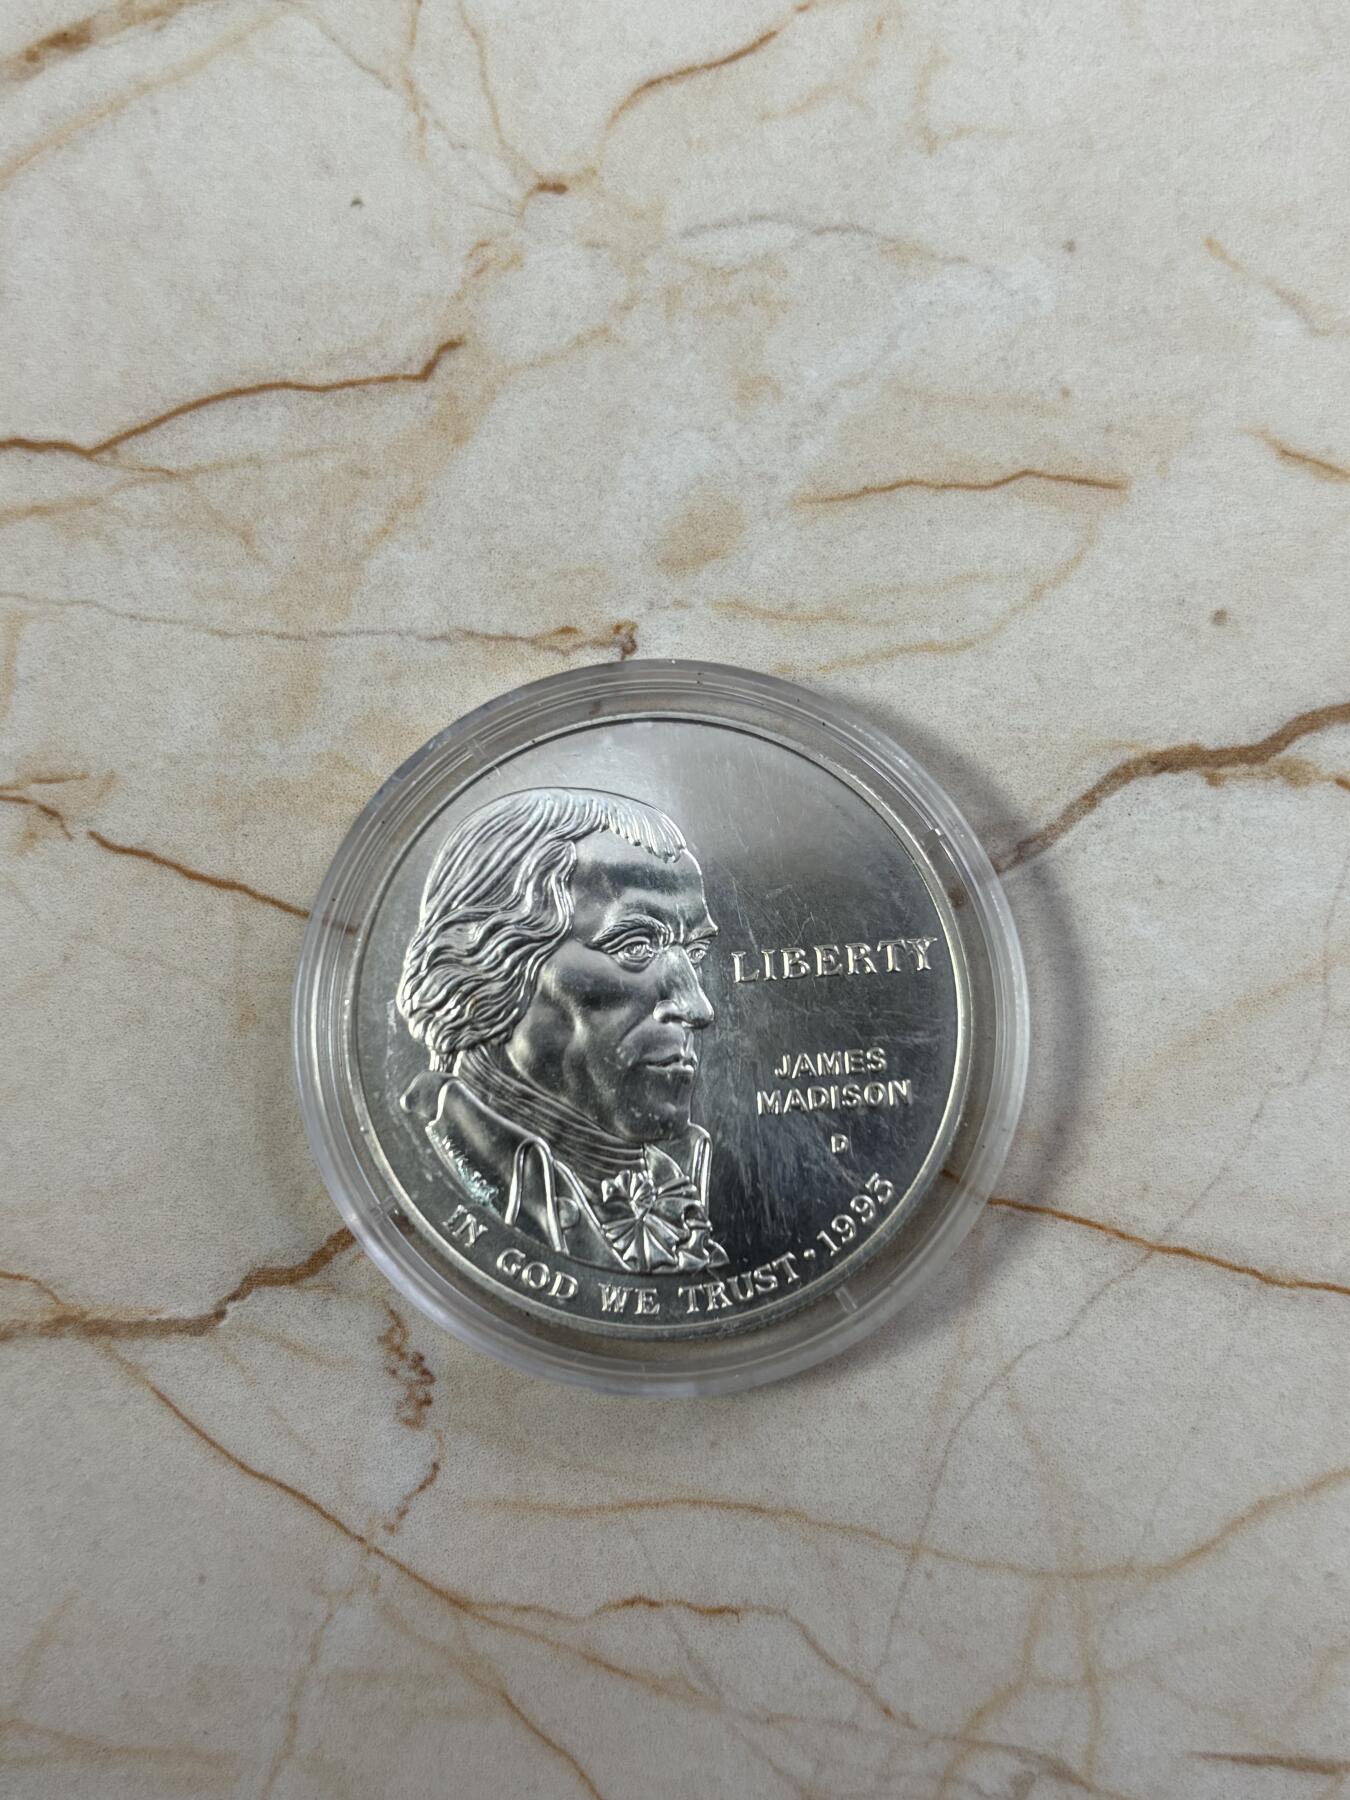 LIBERTY
JAMES
MADISON
D
IN GOD WE TRUST · 1993